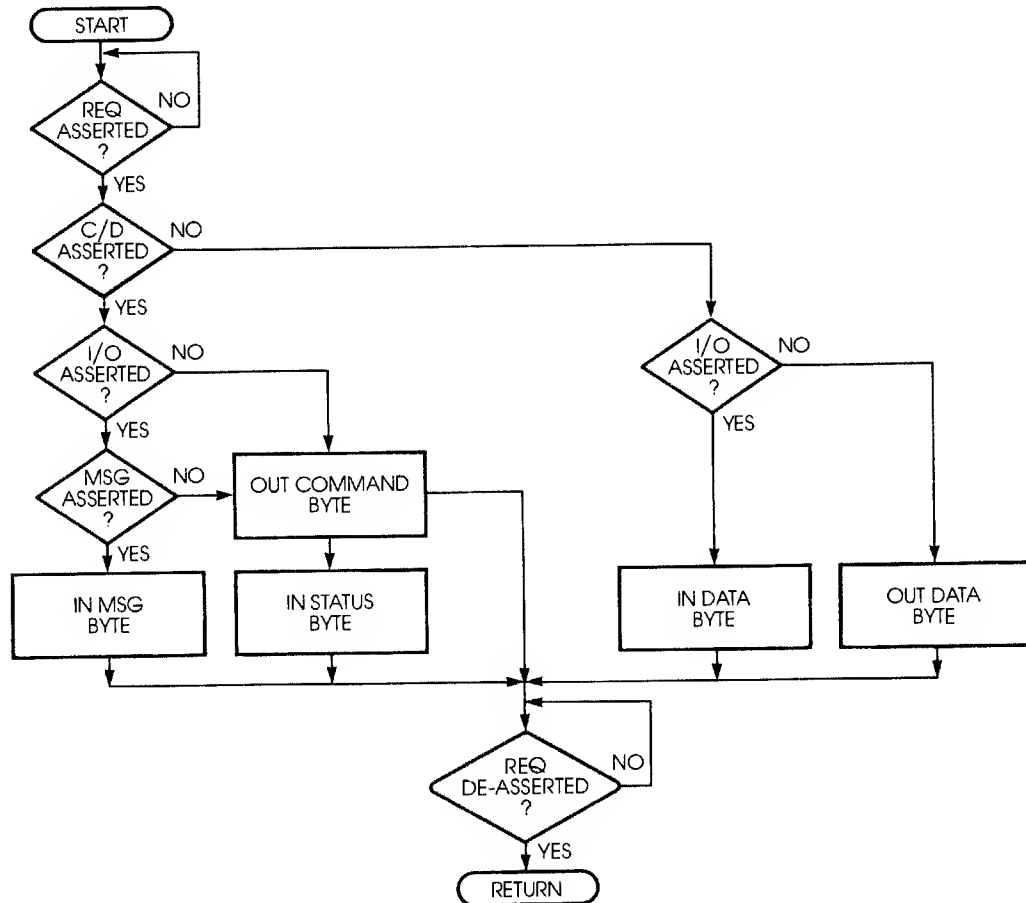 START
NO
REQ
ASSERTED
?
YES
C/D
ASSERTED
?
NO
YES
I/O
ASSERTED
?
NO
YES
I/O
ASSERTED
?
NO
YES
MSG
ASSERTED
?
NO
YES
OUT COMMAND
BYTE
IN MSG
BYTE
IN STATUS
BYTE
IN DATA
BYTE
OUT DATA
BYTE
REQ
DE-ASSERTED
?
NO
YES
RETURN